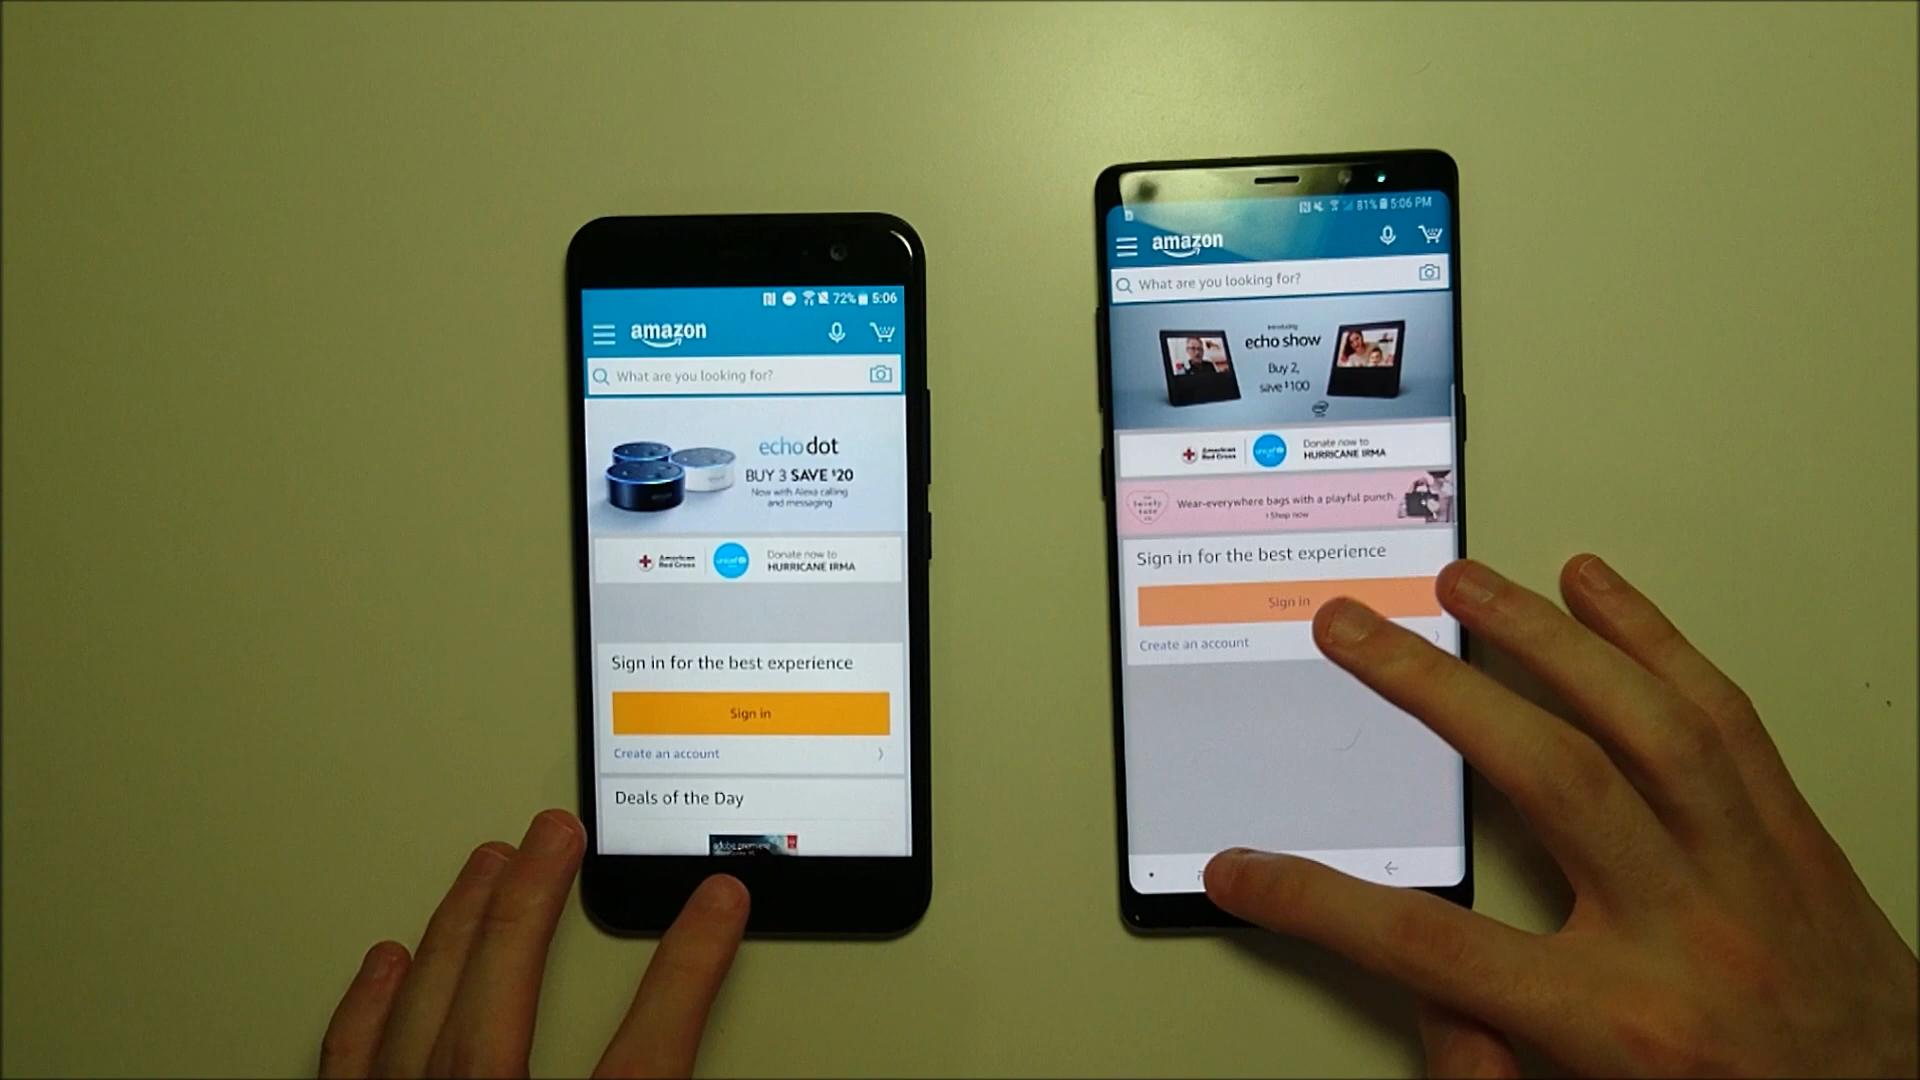 72% 5:06
amazon
What are you looking for?
echo dot
BUY 3 SAVE $20
Now with Alexa calling
and messaging
American
Red Cross
unicef
Donate now to
HURRICANE IRMA
Sign in for the best experience
Sign in
Create an account
Deals of the Day
adobe premiere
81% 5:06 PM
amazon
What are you looking for?
Introducing
echo show
Buy 2,
save $100
American
Red Cross
unicef
Donate now to
HURRICANE IRMA
Wear-everywhere bags with a playful punch.
Shop now
Sign in for the best experience
Sign in
Create an account